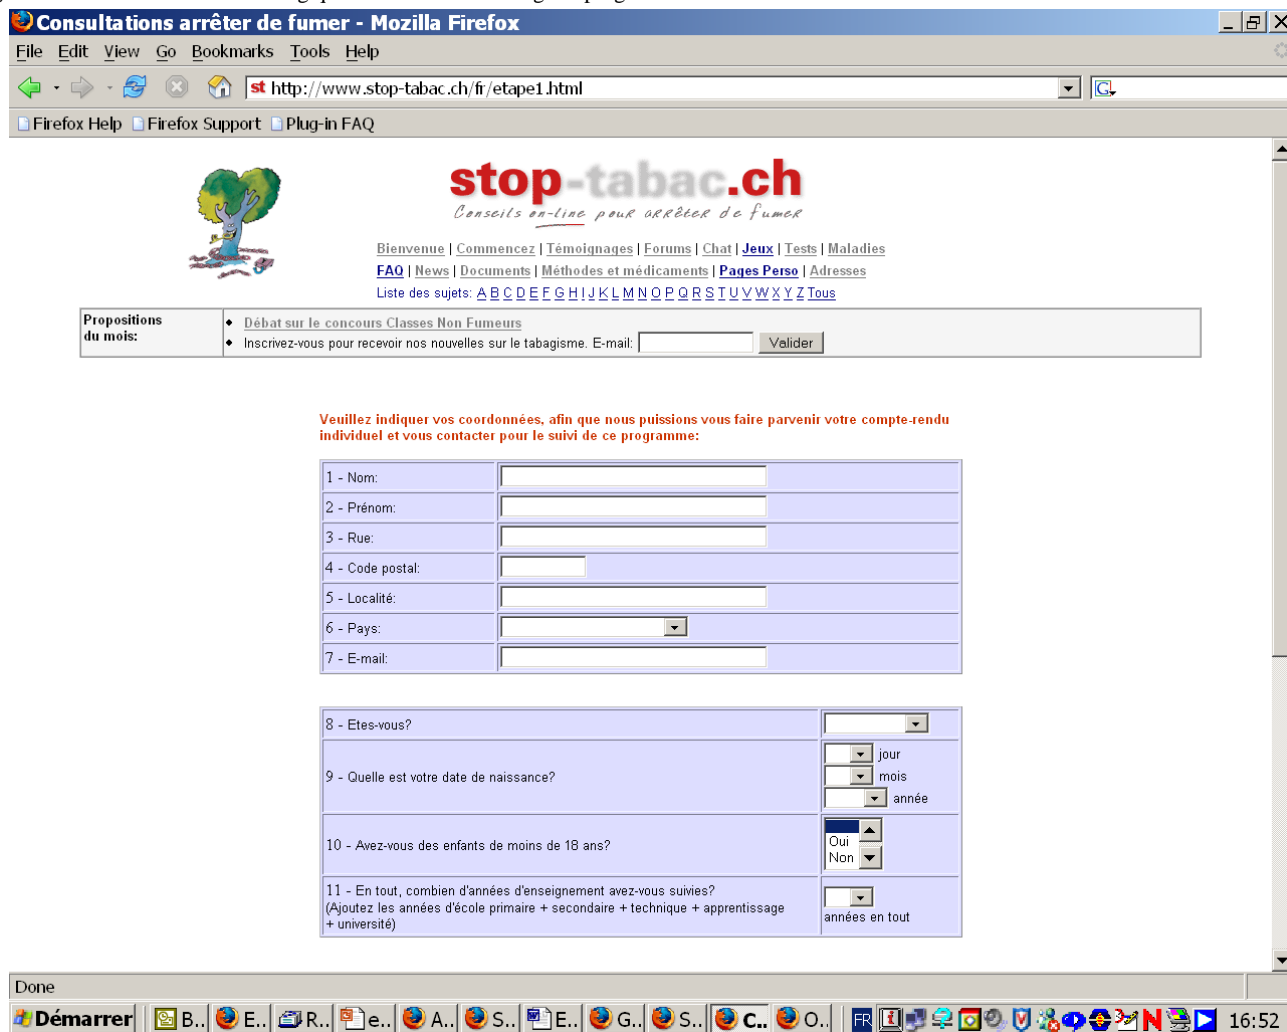 Consultations arrêter de fumer - Mozilla Firefox
File Edit View Go Bookmarks Tools Help
st http://www.stop-tabac.ch/fr/etape1.html
G
Firefox Help Firefox Support Plug-in FAQ
stop-tabac.ch
Conseils on-line pour arrêter de fumer
Bienvenue | Commencez | Témoignages | Forums | Chat | Jeux | Tests | Maladies
FAQ | News | Documents | Méthodes et médicaments | Pages Perso | Adresses
Liste des sujets: A B C D E F G H I J K L M N O P Q R S T U V W X Y Z Tous
Propositions
du mois:
• Débat sur le concours Classes Non Fumeurs
• Inscrivez-vous pour recevoir nos nouvelles sur le tabagisme. E-mail: Valider
Veuillez indiquer vos coordonnées, afin que nous puissions vous faire parvenir votre compte-rendu
individuel et vous contacter pour le suivi de ce programme:
1 - Nom:
2 - Prénom:
3 - Rue:
4 - Code postal:
5 - Localité:
6 - Pays:
7 - E-mail:
8 - Etes-vous?
9 - Quelle est votre date de naissance?
jour
mois
année
10 - Avez-vous des enfants de moins de 18 ans?
Oui
Non
11 - En tout, combien d'années d'enseignement avez-vous suivies?
(Ajoutez les années d'école primaire + secondaire + technique + apprentissage
+ université)
années en tout
Done
Démarrer B.. E.. R.. e.. A.. S.. E.. G.. S.. C.. O.. FR 16:52